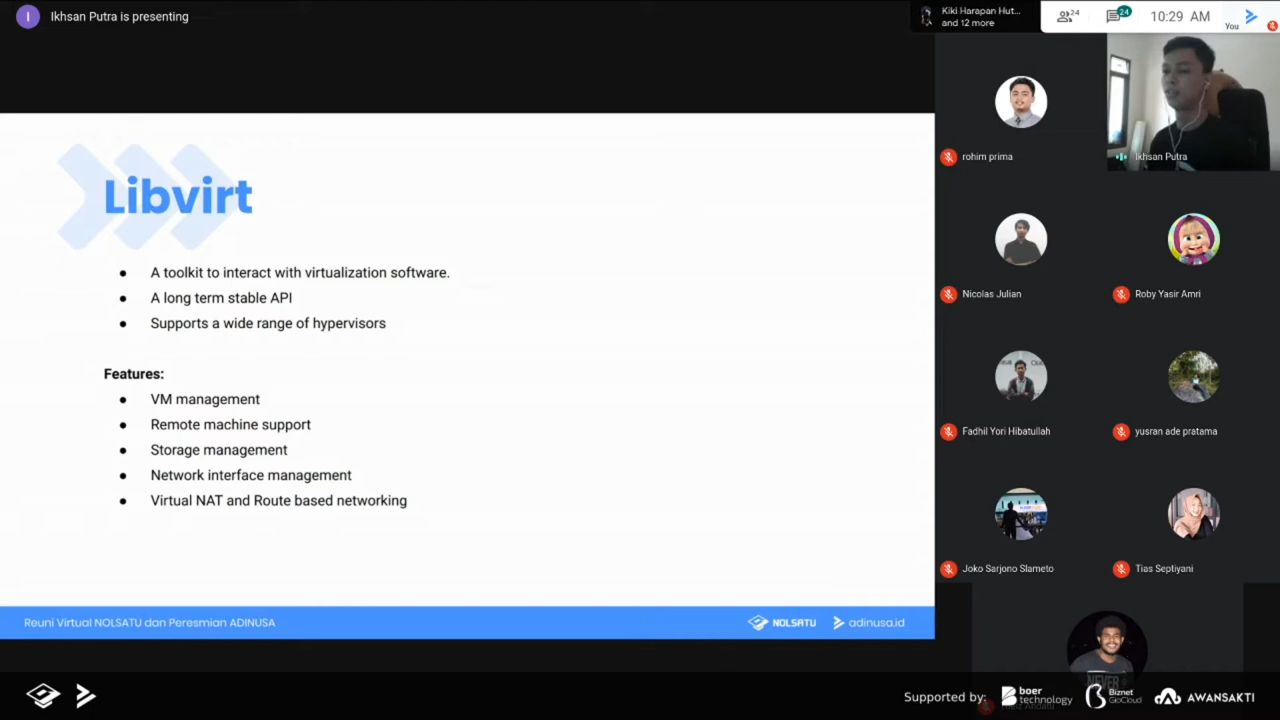 I
Ikhsan Putra is presenting
Kiki Harapan Hut...
and 12 more
24
24
10:29 AM
You
Libvirt
● A toolkit to interact with virtualization software.
● A long term stable API
● Supports a wide range of hypervisors
Features:
● VM management
● Remote machine support
● Storage management
● Network interface management
● Virtual NAT and Route based networking
Reuni Virtual NOLSATU dan Peresmian ADINUSA
NOLSATU
adinusa.id
rohim prima
Ikhsan Putra
Nicolas Julian
Roby Yasir Amri
Fadhil Yori Hibatullah
yusran ade pratama
Joko Sarjono Slameto
Tias Septiyani
NEVER
Supported by:
boer
technology
Biznet
GioCloud
AWANSAKTI